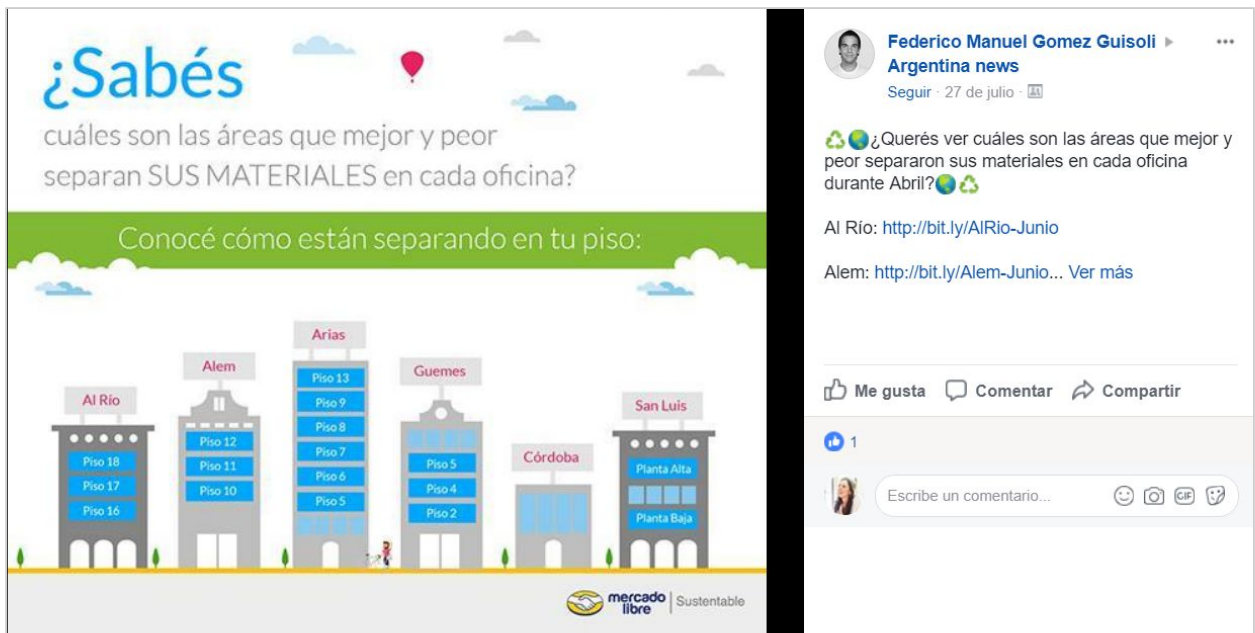 ¿Sabés
cuáles son las áreas que mejor y peor
separan SUS MATERIALES en cada oficina?
Conocé cómo están separando en tu piso:
Al Río
Piso 18
Piso 17
Piso 16
Alem
Piso 12
Piso 11
Piso 10
Arias
Piso 13
Piso 9
Piso 8
Piso 7
Piso 6
Piso 5
Guemes
Piso 5
Piso 4
Piso 2
Córdoba
San Luis
Planta Alta
Planta Baja
mercado
libre
Sustentable
Federico Manuel Gomez Guisoli ▶
Argentina news
Seguir · 27 de julio ·
♻🌎¿Querés ver cuáles son las áreas que mejor y
peor separaron sus materiales en cada oficina
durante Abril?🌎♻
Al Río: http://bit.ly/AlRio-Junio
Alem: http://bit.ly/Alem-Junio... Ver más
Me gusta Comentar Compartir
1
Escribe un comentario...
GIF